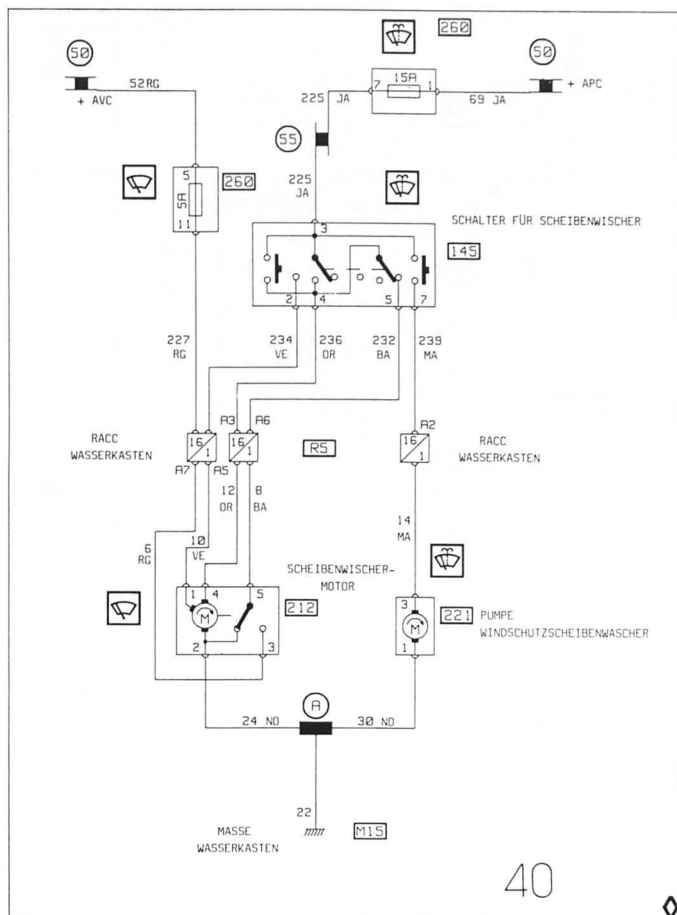 260
50
50
52RG
+ AVC
15A
7
1
225 JA
69 JA
+ APC
55
5
5A
11
260
225
JA
3
SCHALTER FÜR SCHEIBENWISCHER
145
2
4
5
7
227
RG
234
VE
236
OR
232
BA
239
MA
A3
A6
A2
RACC
WASSERKASTEN
16
1
16
1
R5
16
1
RACC
WASSERKASTEN
A7
A5
12
OR
8
BA
6
RG
10
VE
14
MA
SCHEIBENWISCHER-
MOTOR
1
4
5
M
212
2
3
3
M
1
221
PUMPE
WINDSCHUTZSCHEIBENWASCHER
A
24 NO
30 NO
22
M15
MASSE
WASSERKASTEN
40